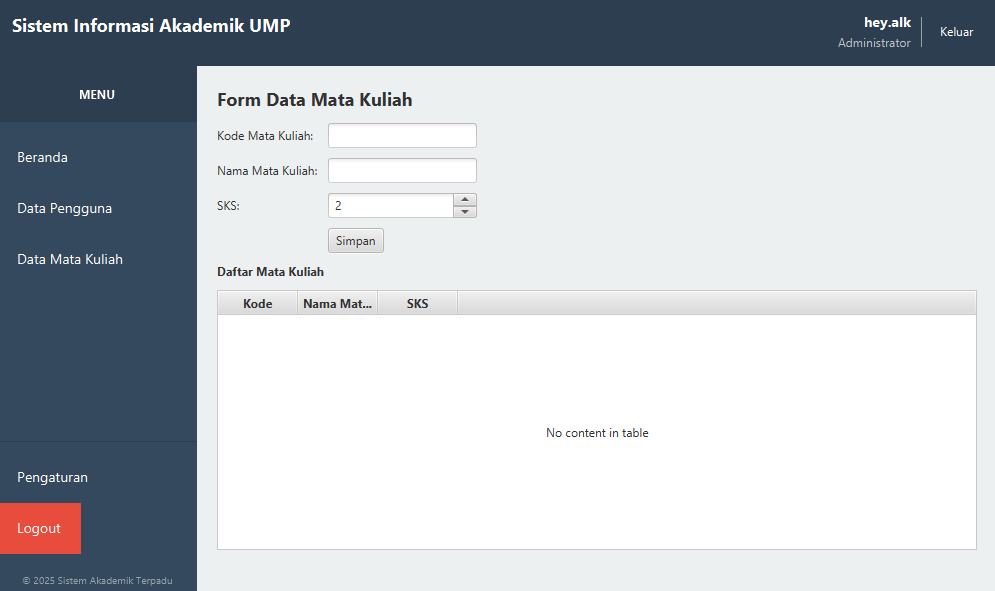 Sistem Informasi Akademik UMP
hey.alk
Administrator
Keluar
MENU
Beranda
Data Pengguna
Data Mata Kuliah
Pengaturan
Logout
© 2025 Sistem Akademik Terpadu
Form Data Mata Kuliah
Kode Mata Kuliah:
Nama Mata Kuliah:
SKS: 2
Simpan
Daftar Mata Kuliah
Kode Nama Mat... SKS
No content in table